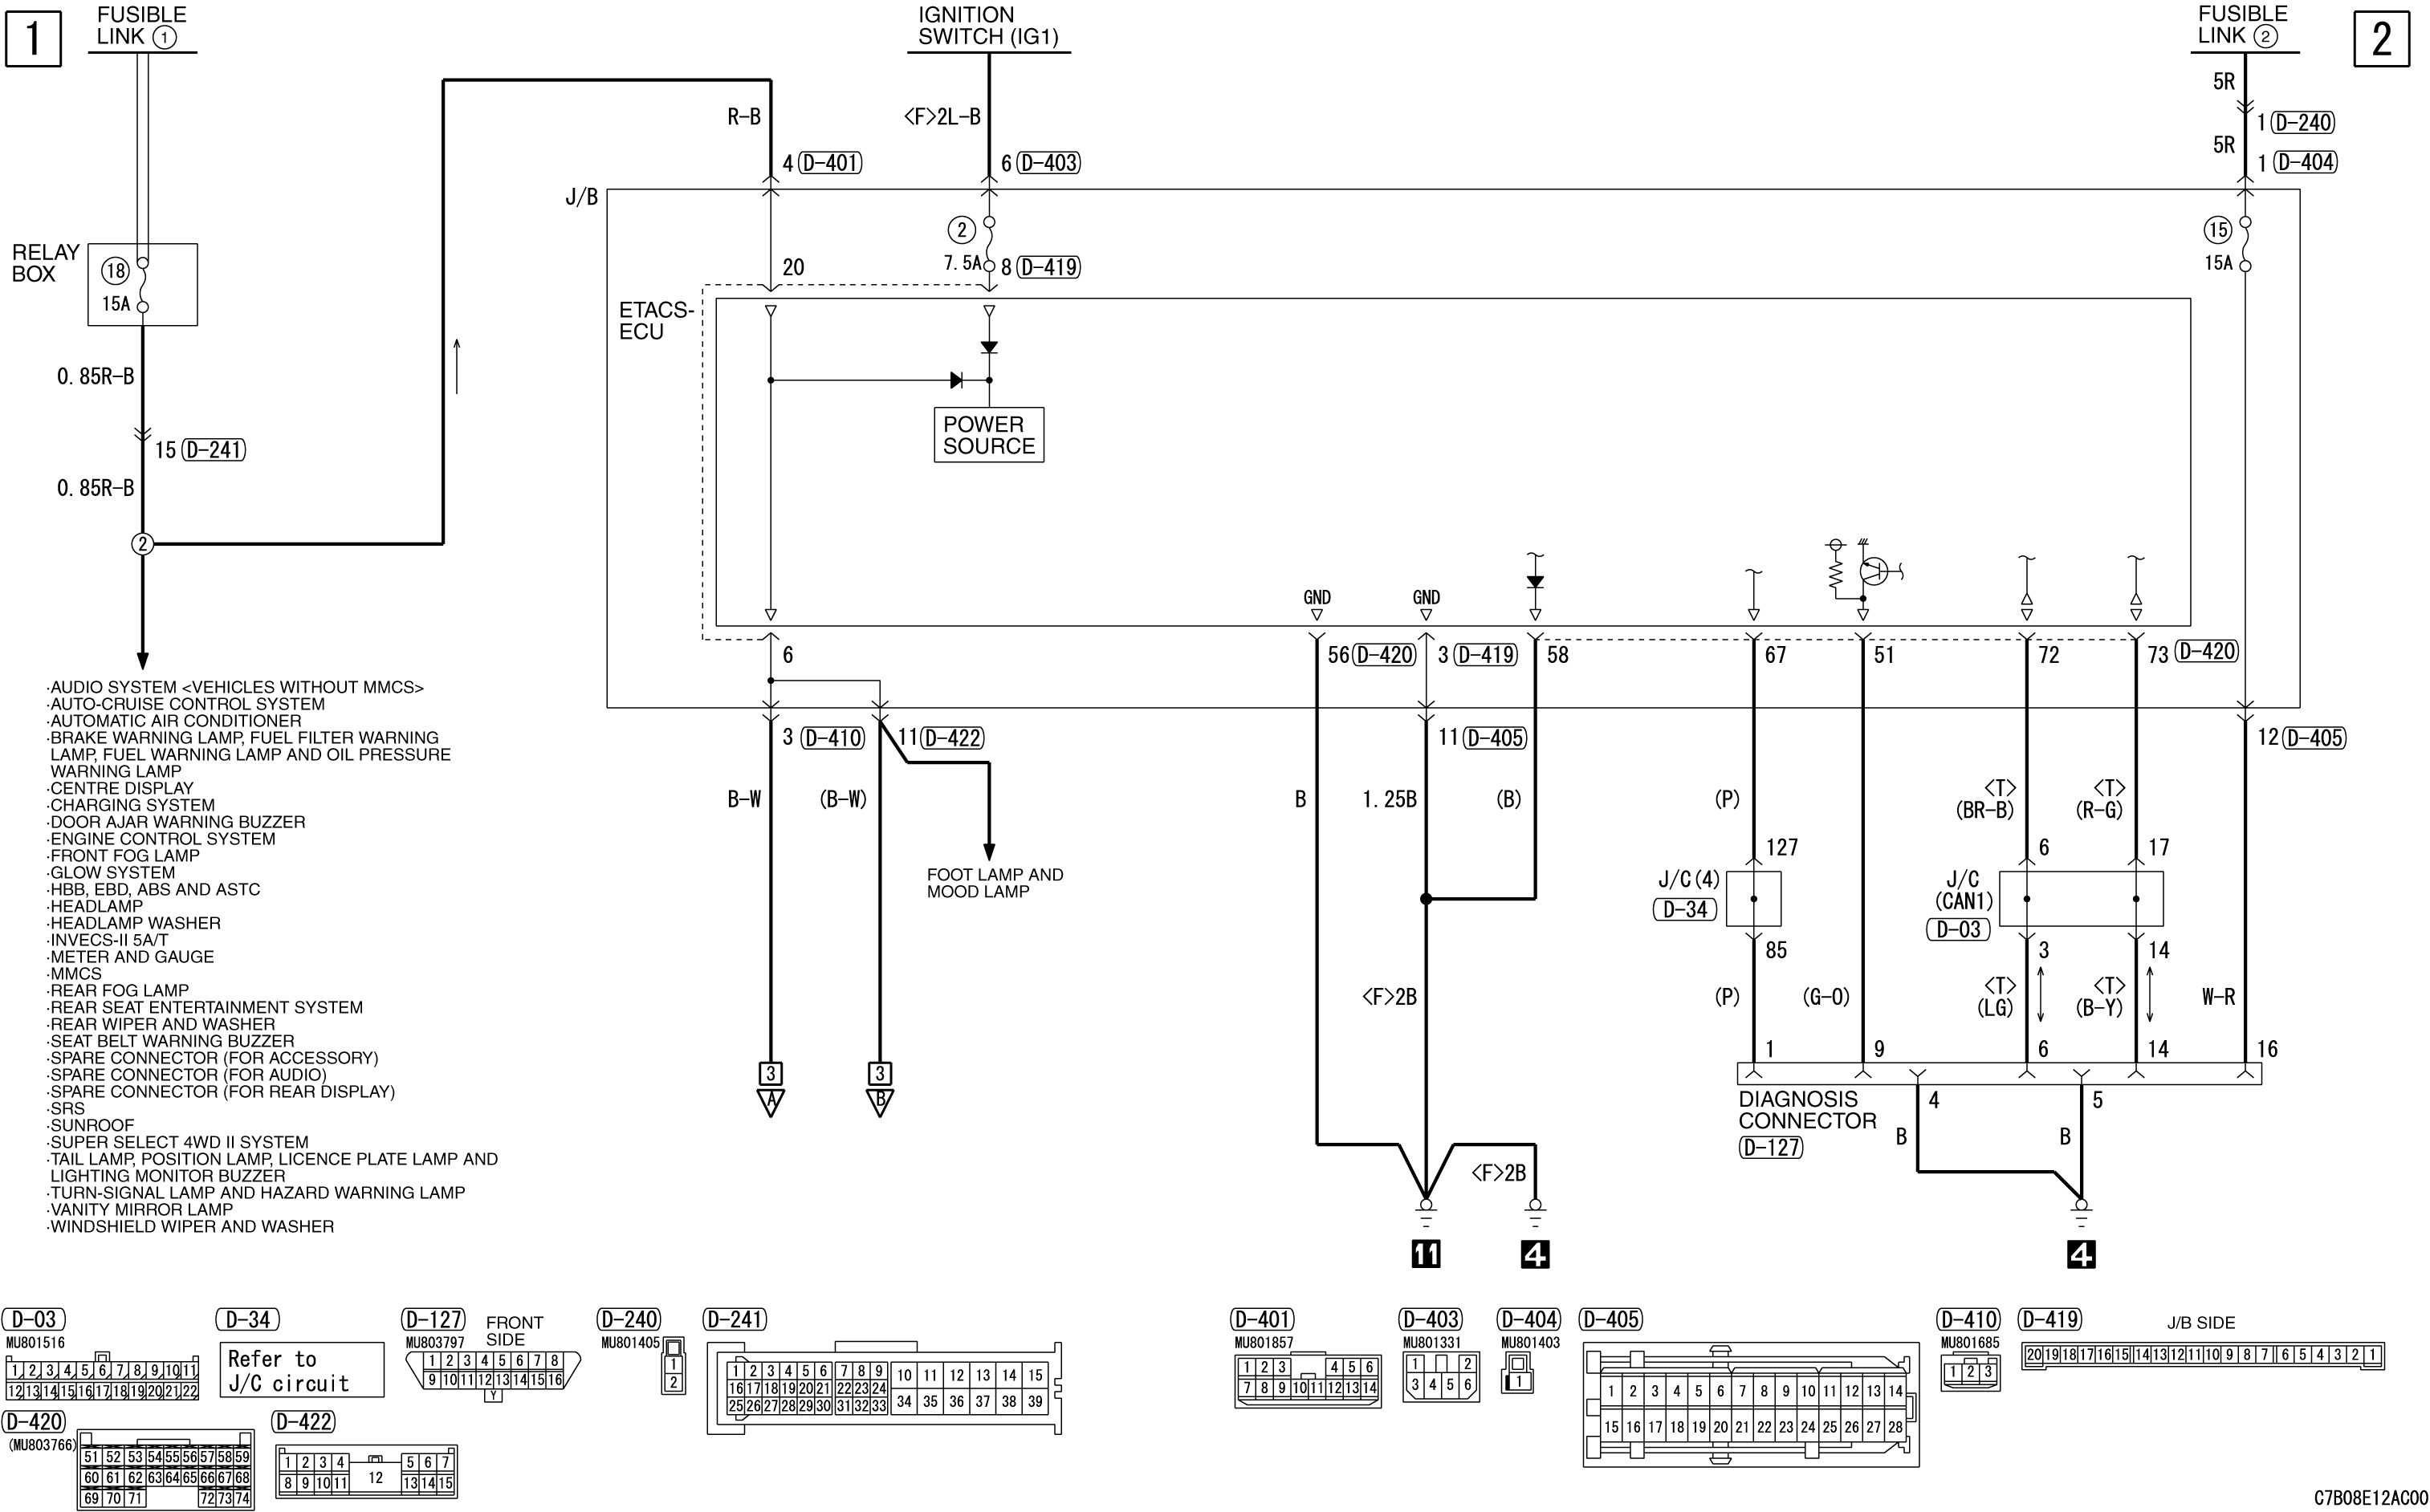 1
FUSIBLE
LINK ①
IGNITION
SWITCH (IG1)
FUSIBLE
LINK ②
2
5R
R-B
<F>2L-B
1 (D-240)
5R
4 (D-401)
6 (D-403)
1 (D-404)
J/B
RELAY
BOX
18
15A
2
7.5A
20
8 (D-419)
15
15A
ETACS-
ECU
0.85R-B
POWER
SOURCE
15 (D-241)
0.85R-B
2
GND
GND
6
56 (D-420)
3 (D-419)
58
67
51
72
73 (D-420)
·AUDIO SYSTEM <VEHICLES WITHOUT MMCS>
·AUTO-CRUISE CONTROL SYSTEM
·AUTOMATIC AIR CONDITIONER
·BRAKE WARNING LAMP, FUEL FILTER WARNING
LAMP, FUEL WARNING LAMP AND OIL PRESSURE
WARNING LAMP
·CENTRE DISPLAY
·CHARGING SYSTEM
·DOOR AJAR WARNING BUZZER
·ENGINE CONTROL SYSTEM
·FRONT FOG LAMP
·GLOW SYSTEM
·HBB, EBD, ABS AND ASTC
·HEADLAMP
·HEADLAMP WASHER
·INVECS-II 5A/T
·METER AND GAUGE
·MMCS
·REAR FOG LAMP
·REAR SEAT ENTERTAINMENT SYSTEM
·REAR WIPER AND WASHER
·SEAT BELT WARNING BUZZER
·SPARE CONNECTOR (FOR ACCESSORY)
·SPARE CONNECTOR (FOR AUDIO)
·SPARE CONNECTOR (FOR REAR DISPLAY)
·SRS
·SUNROOF
·SUPER SELECT 4WD II SYSTEM
·TAIL LAMP, POSITION LAMP, LICENCE PLATE LAMP AND
LIGHTING MONITOR BUZZER
·TURN-SIGNAL LAMP AND HAZARD WARNING LAMP
·VANITY MIRROR LAMP
·WINDSHIELD WIPER AND WASHER
3 (D-410)
11 (D-422)
11 (D-405)
12 (D-405)
B-W
(B-W)
B
1.25B
(B)
(P)
<T>
(BR-B)
<T>
(R-G)
FOOT LAMP AND
MOOD LAMP
127
6
17
J/C(4)
(D-34)
J/C
(CAN1)
(D-03)
85
3
14
<F>2B
(P)
(G-O)
<T>
(LG)
<T>
(B-Y)
W-R
1
9
6
14
16
3
A
3
B
DIAGNOSIS
CONNECTOR
(D-127)
4
5
B
B
<F>2B
11
4
4
(D-03)
MU801516
1 2 3 4 5 6 7 8 9 10 11
12 13 14 15 16 17 18 19 20 21 22
(D-34)
Refer to
J/C circuit
(D-127)
MU803797
FRONT
SIDE
1 2 3 4 5 6 7 8
9 10 11 12 13 14 15 16
Y
(D-240)
MU801405
1
2
(D-241)
1 2 3 4 5 6 7 8 9 10 11 12 13 14 15
16 17 18 19 20 21 22 23 24
25 26 27 28 29 30 31 32 33 34 35 36 37 38 39
(D-401)
MU801857
1 2 3 4 5 6
7 8 9 10 11 12 13 14
(D-403)
MU801331
1 2
3 4 5 6
(D-404)
MU801403
1
(D-405)
1 2 3 4 5 6 7 8 9 10 11 12 13 14
15 16 17 18 19 20 21 22 23 24 25 26 27 28
(D-410)
MU801685
1 2 3
(D-419)
J/B SIDE
20 19 18 17 16 15 14 13 12 11 10 9 8 7 6 5 4 3 2 1
(D-420)
(MU803766)
51 52 53 54 55 56 57 58 59
60 61 62 63 64 65 66 67 68
69 70 71 72 73 74
(D-422)
1 2 3 4 5 6 7
8 9 10 11 12 13 14 15
C7B08E12AC00